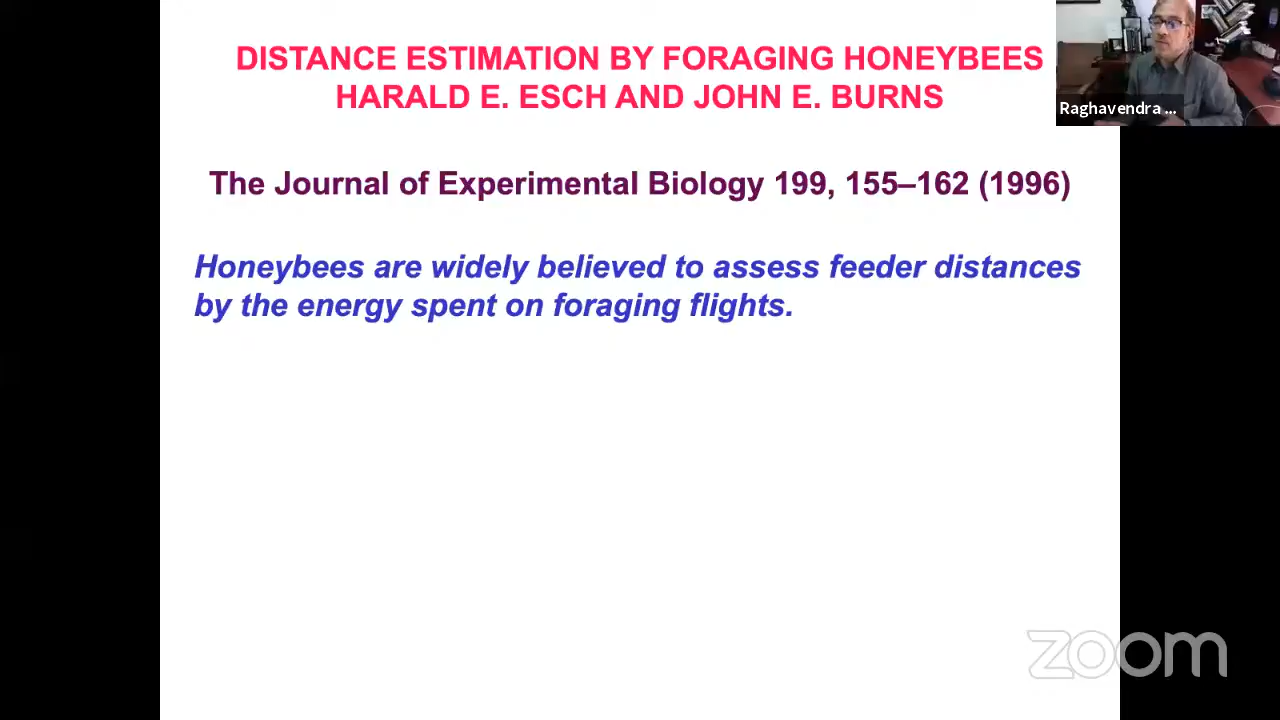 DISTANCE ESTIMATION BY FORAGING HONEYBEES
HARALD E. ESCH AND JOHN E. BURNS
Raghavendra ...
The Journal of Experimental Biology 199, 155–162 (1996)
Honeybees are widely believed to assess feeder distances
by the energy spent on foraging flights.
zoom